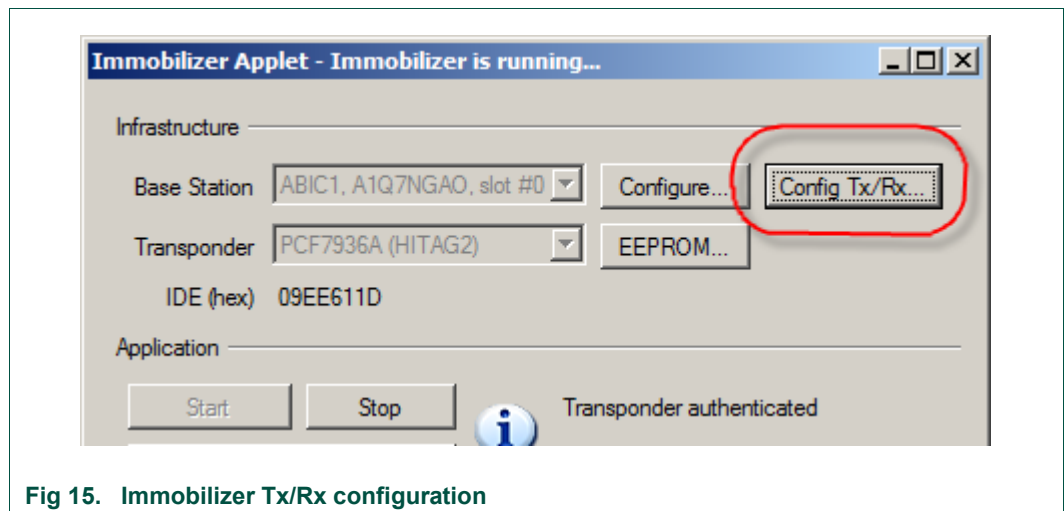 Immobilizer Applet - Immobilizer is running...
Infrastructure
Base Station ABIC1, A1Q7NGAO, slot #0 Configure... Config Tx/Rx...
Transponder PCF7936A (HITAG2) EEPROM...
IDE (hex) 09EE611D
Application
Start Stop Transponder authenticated
Fig 15. Immobilizer Tx/Rx configuration